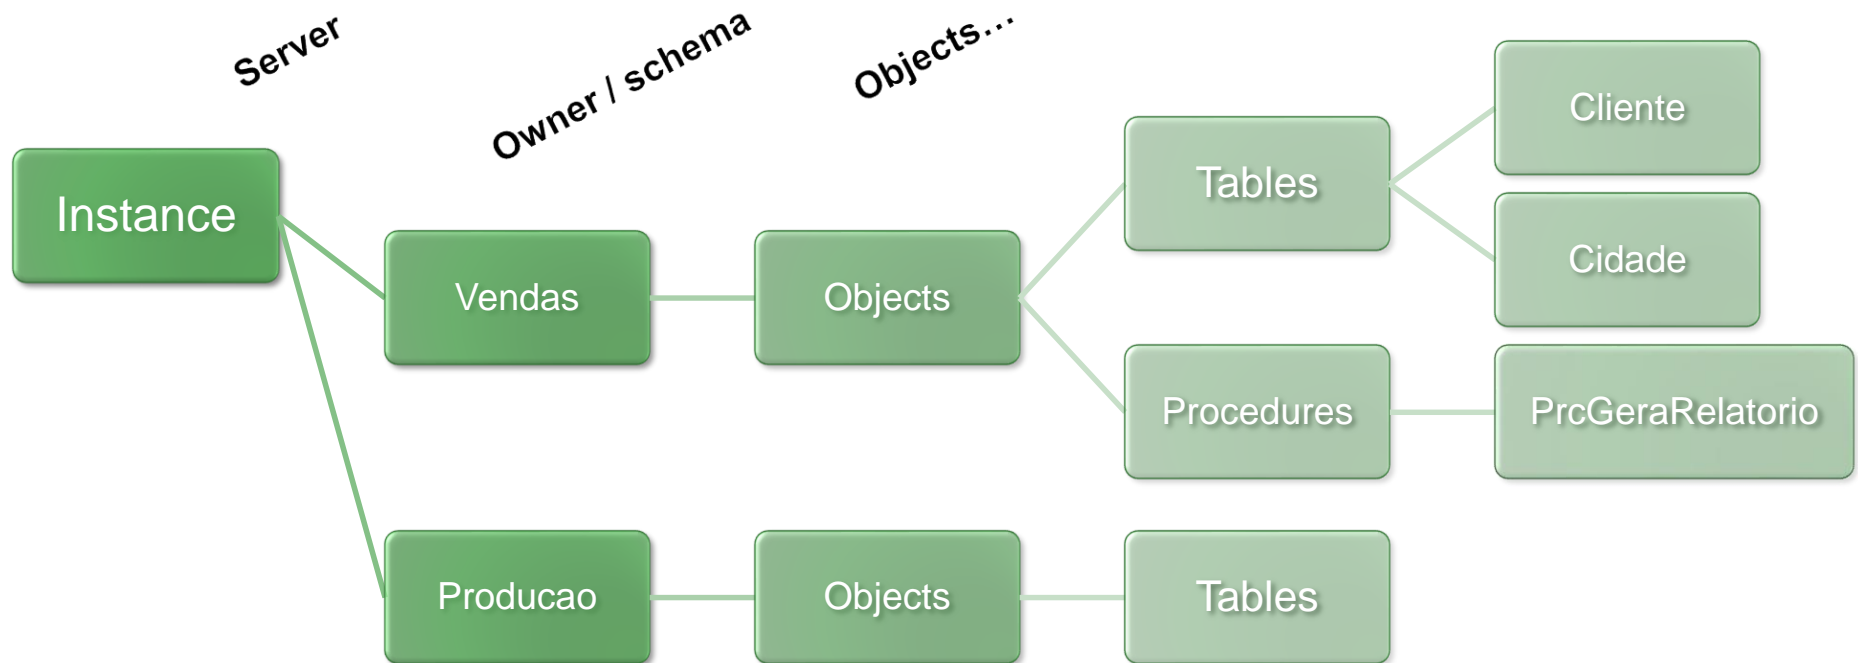 Server
Owner / schema
Objects...
Instance
Vendas
Objects
Tables
Cliente
Cidade
Procedures
PrcGeraRelatorio
Producao
Objects
Tables